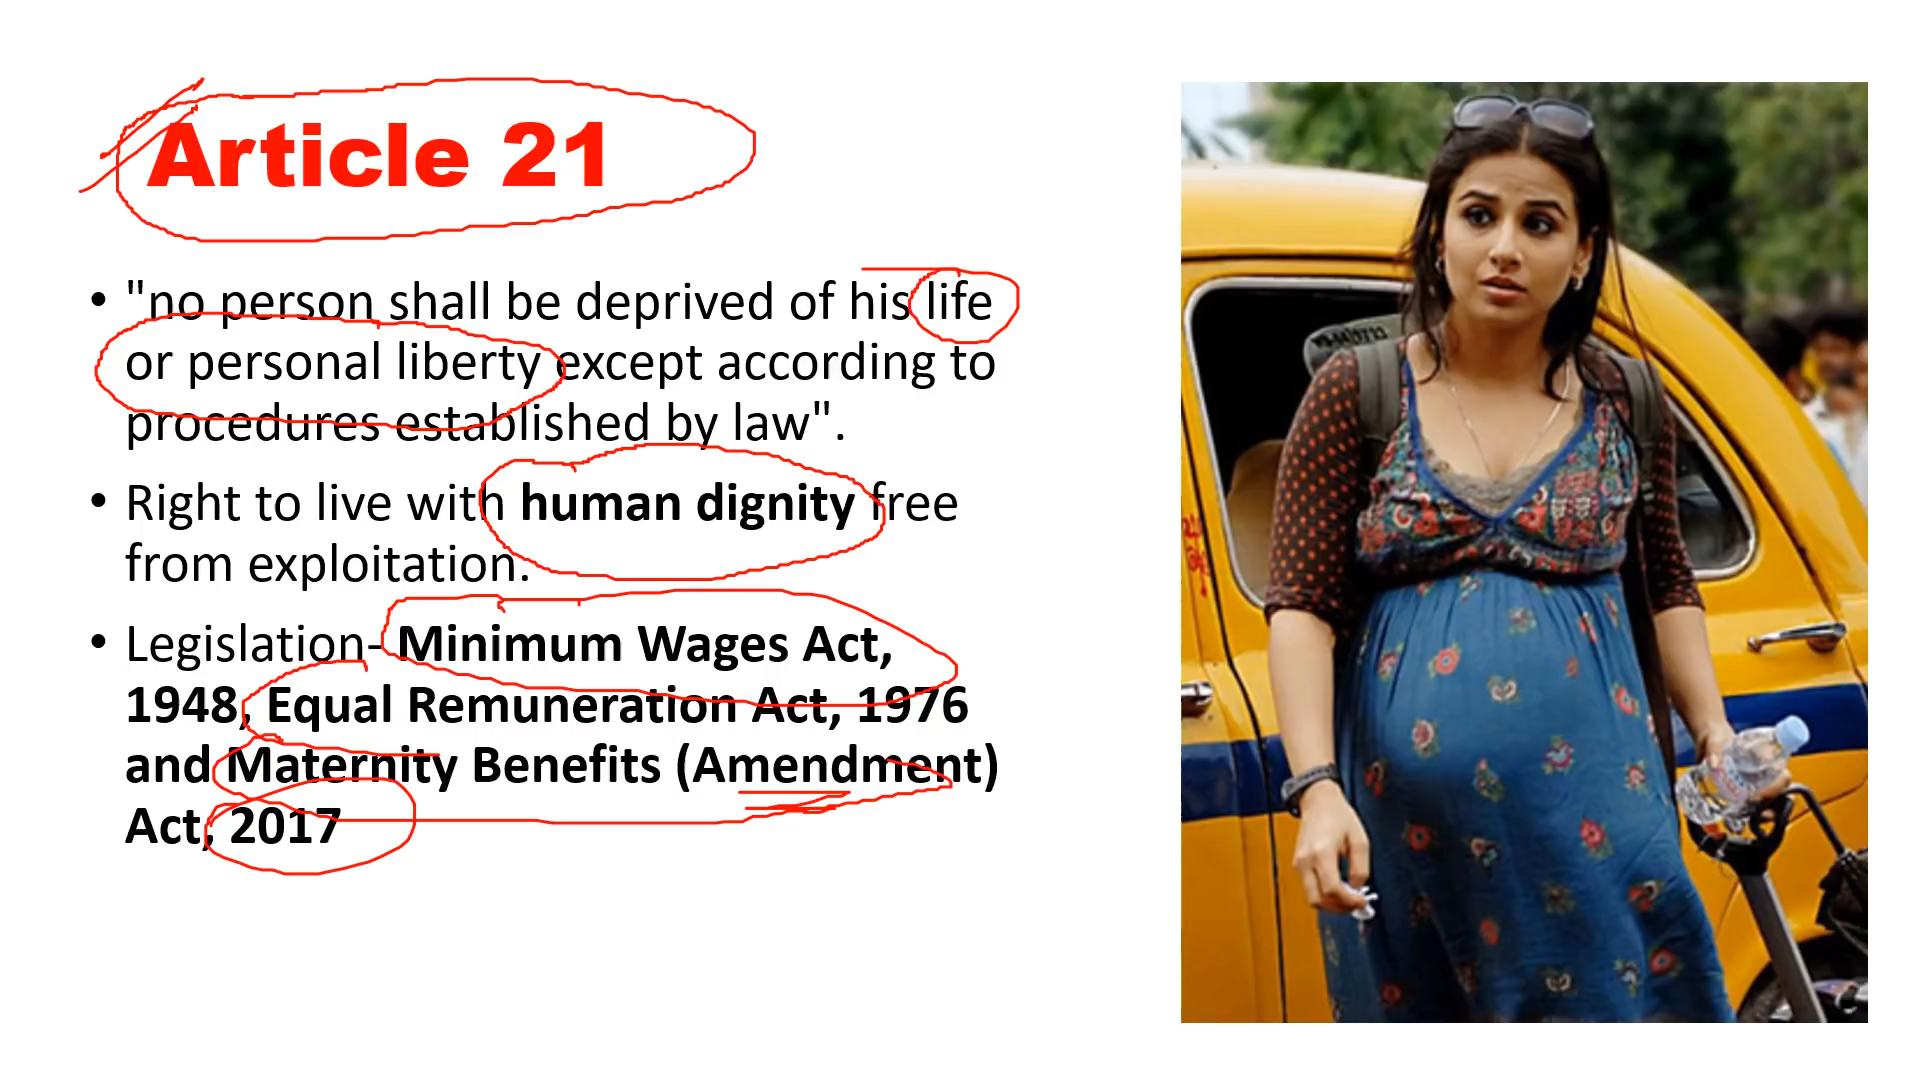 Article 21
• "no person shall be deprived of his life
or personal liberty except according to
procedures established by law".
• Right to live with human dignity free
from exploitation.
• Legislation- Minimum Wages Act,
1948, Equal Remuneration Act, 1976
and Maternity Benefits (Amendment)
Act, 2017